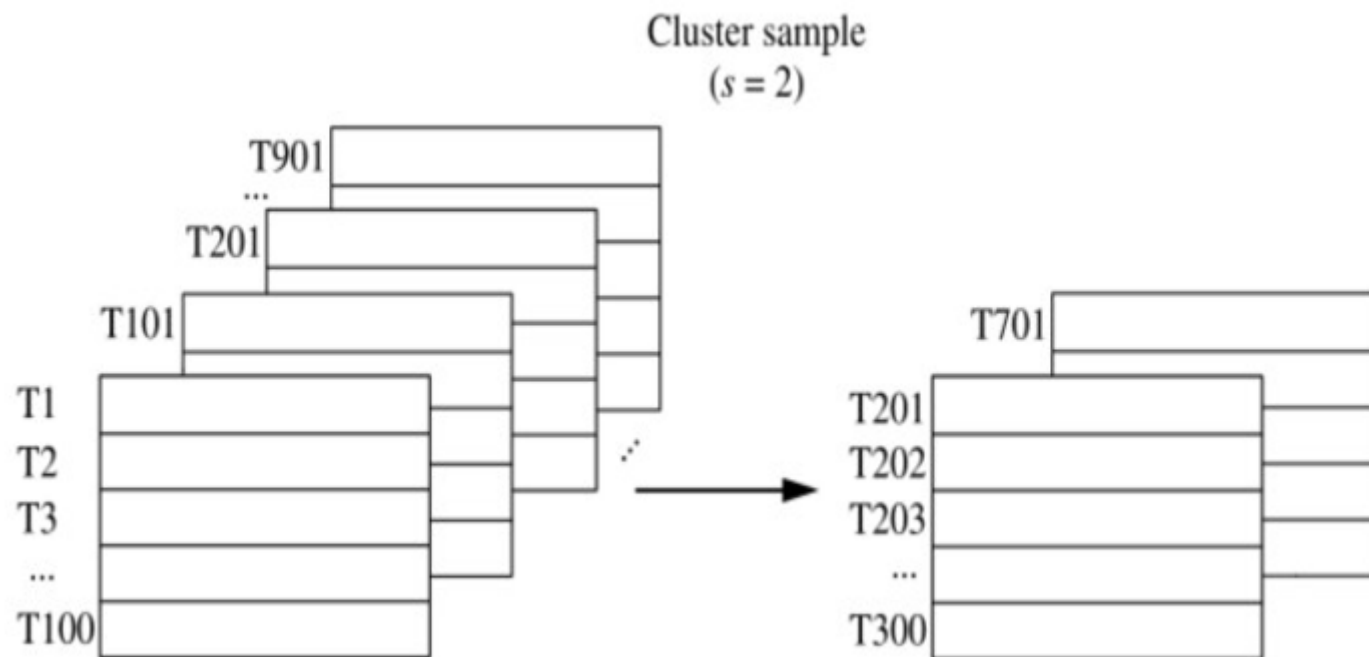 Cluster sample
(s = 2)
T901
...
T201
T101
T1
T2
T3
...
T100
...
T701
T201
T202
T203
...
T300